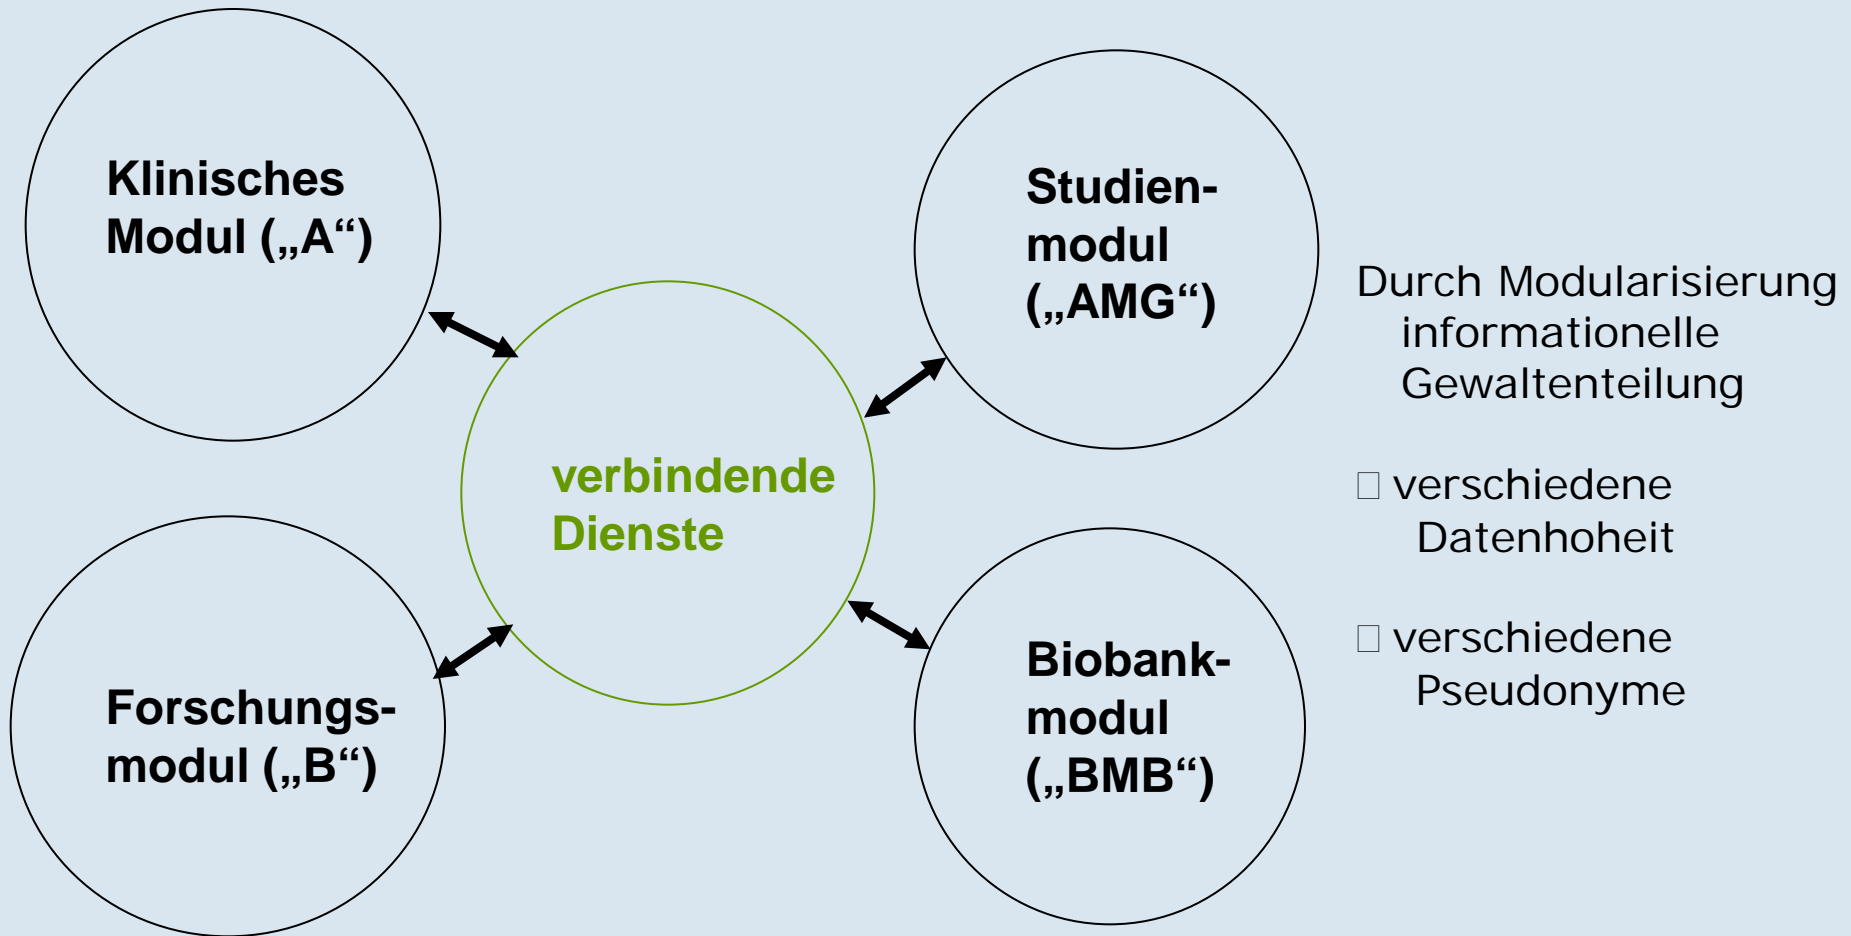 Klinisches
Modul („A“)
Studien-
modul
(„AMG“)
verbindende
Dienste
Forschungs-
modul („B“)
Biobank-
modul
(„BMB“)
Durch Modularisierung
informationelle
Gewaltenteilung
□ verschiedene
Datenhoheit
□ verschiedene
Pseudonyme